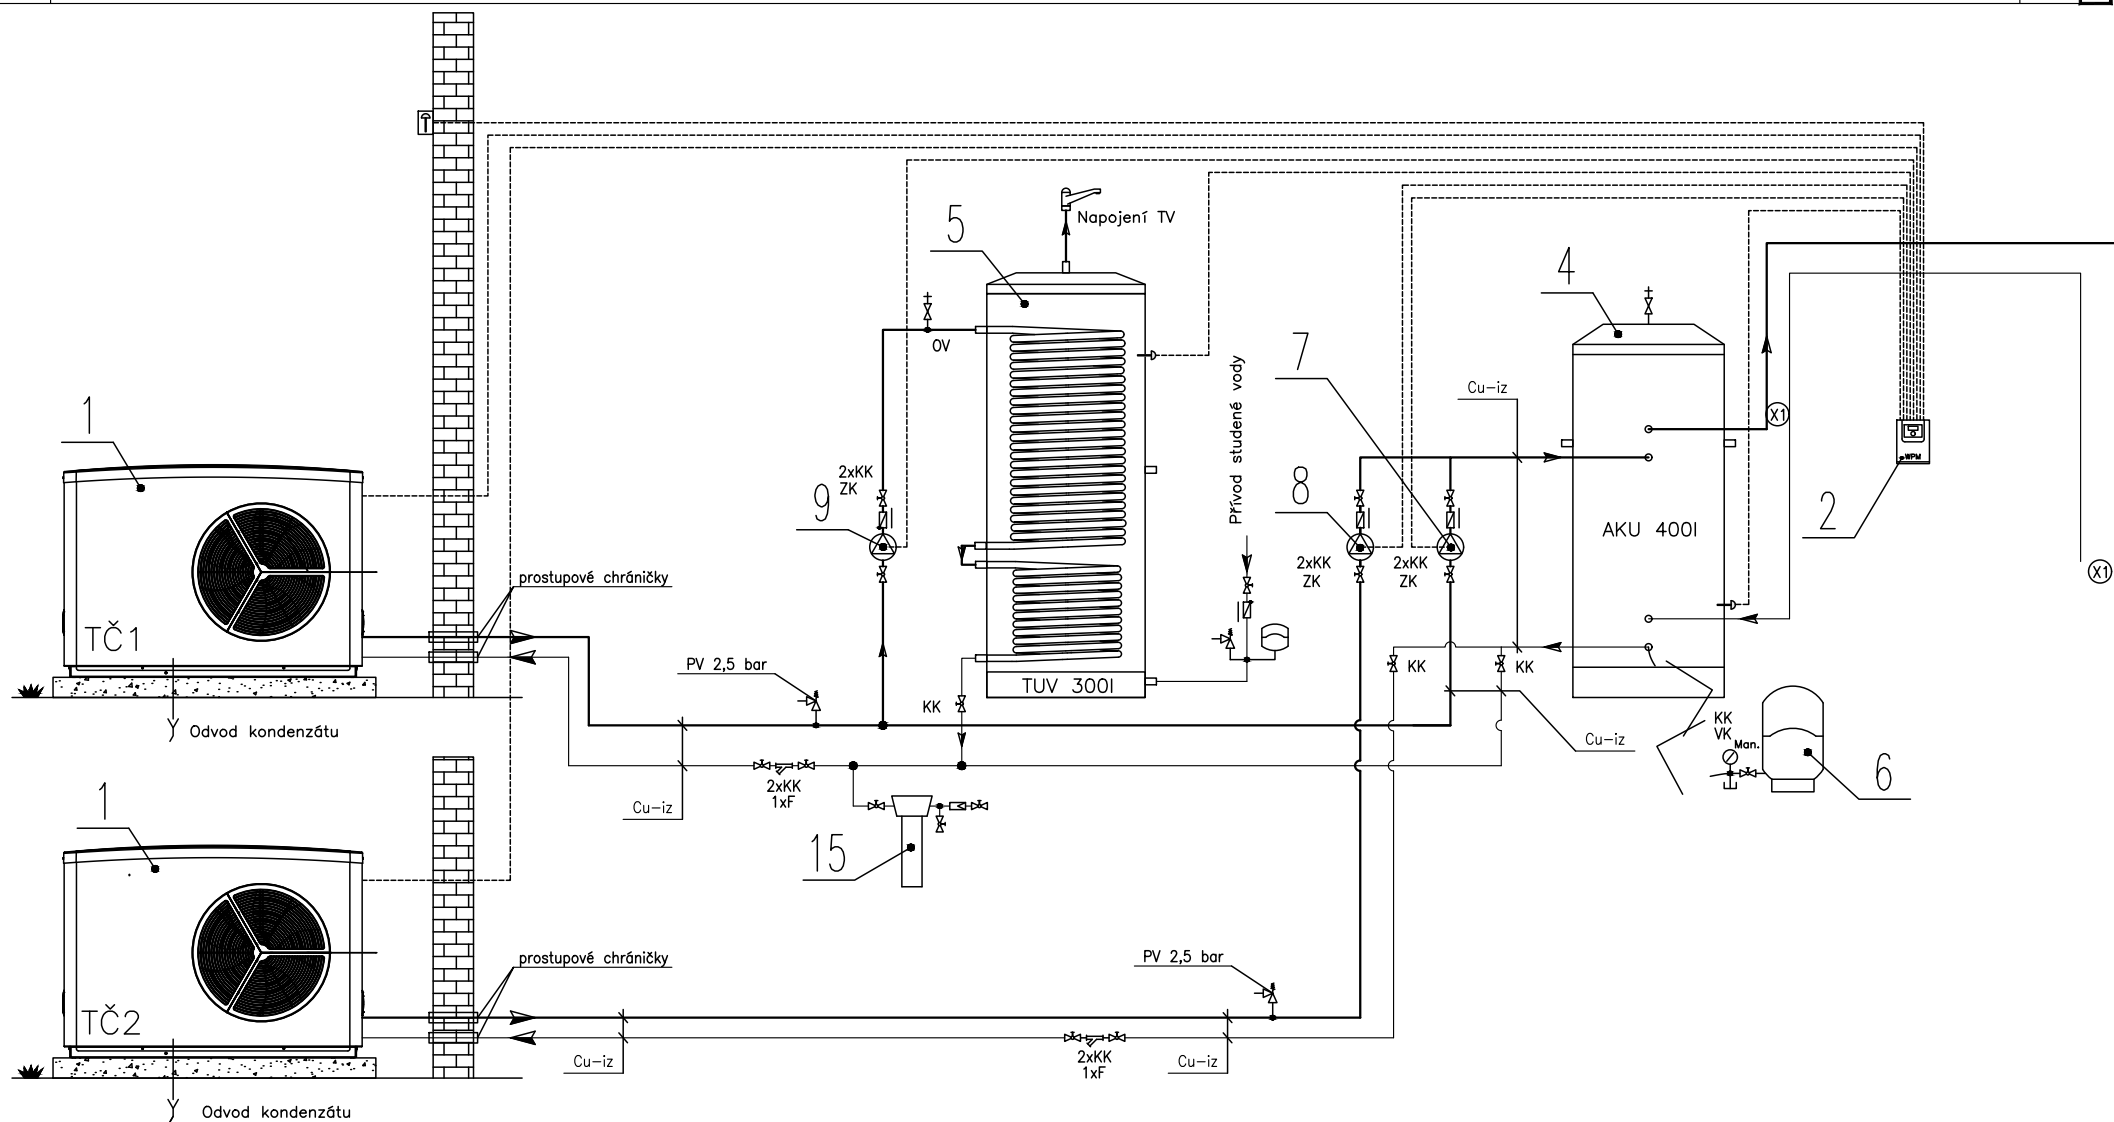 Napojení TV
5
4
OV
7
Přívod studené vody
Cu-iz
X1
1
WPM
2xKK
ZK
9
8
2
AKU 400l
2xKK
ZK
2xKK
ZK
X1
prostupové chráničky
TČ1
PV 2,5 bar
KK
KK
TUV 300l
KK
Odvod kondenzátu
Cu-iz
KK
VK
Man.
6
2xKK
1xF
1
Cu-iz
15
prostupové chráničky
PV 2,5 bar
TČ2
Cu-iz
2xKK
1xF
Cu-iz
Odvod kondenzátu